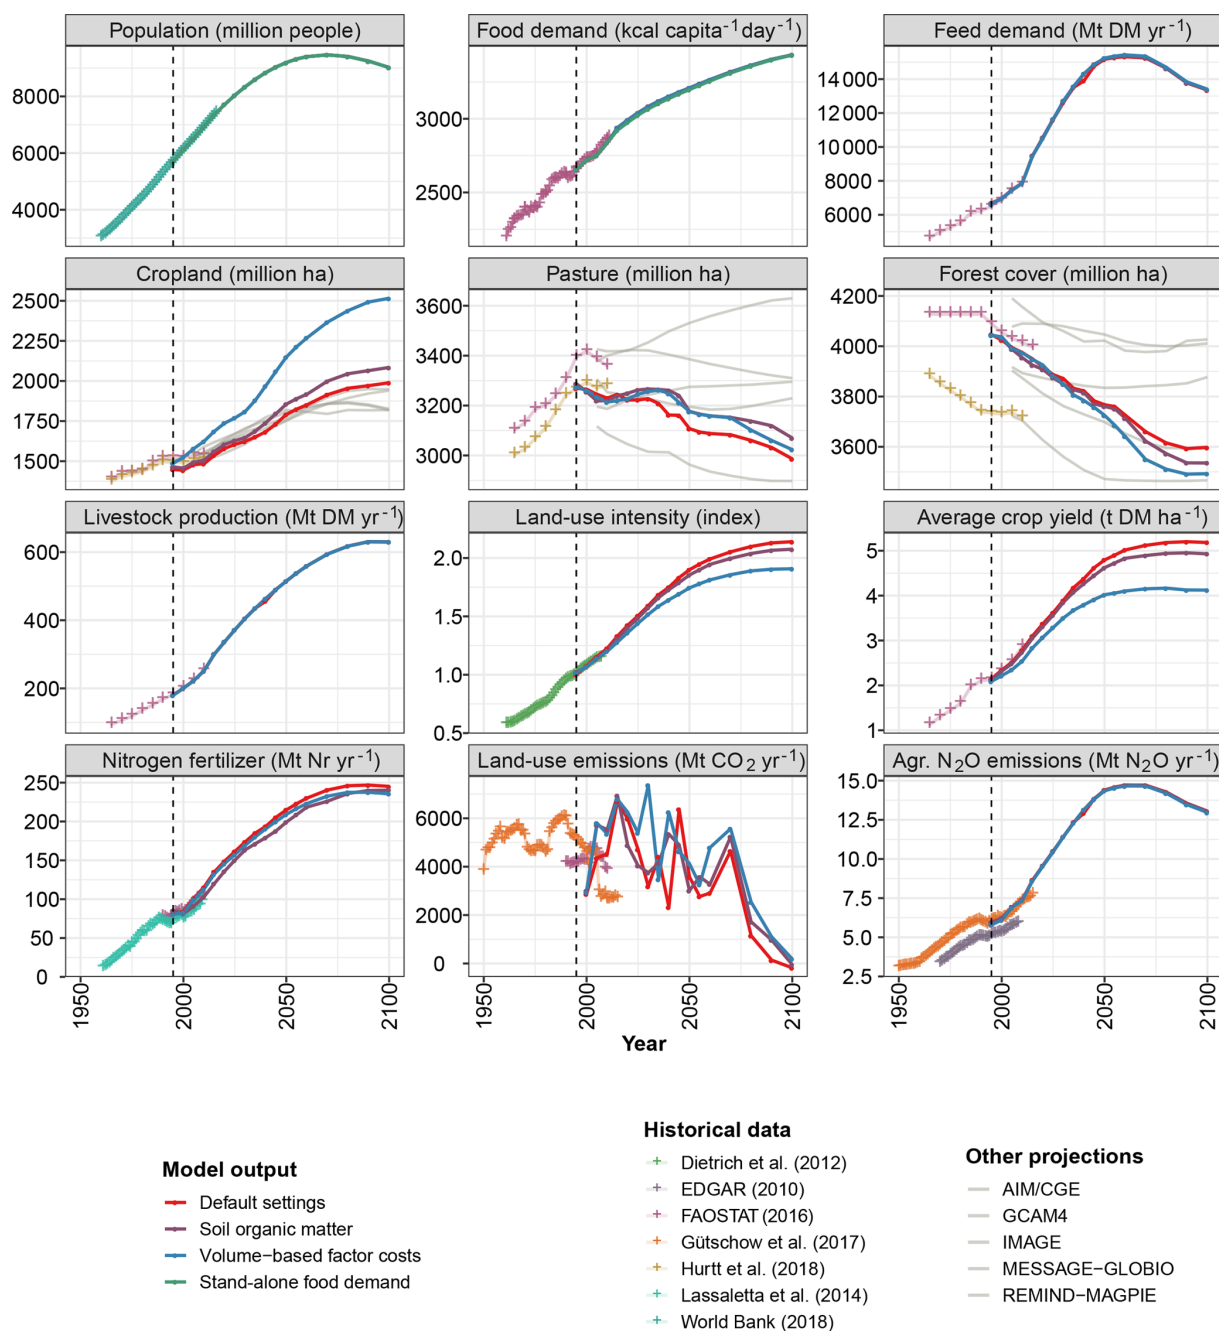 Population (million people)
Food demand (kcal capita⁻¹day⁻¹)
Feed demand (Mt DM yr⁻¹)
8000
6000
4000
3000
2500
14000
12000
10000
8000
6000
Cropland (million ha)
Pasture (million ha)
Forest cover (million ha)
2500
2250
2000
1750
1500
3600
3400
3200
3000
4200
4000
3800
3600
Livestock production (Mt DM yr⁻¹)
Land-use intensity (index)
Average crop yield (t DM ha⁻¹)
600
400
200
2.0
1.5
1.0
0.5
5
4
3
2
1
Nitrogen fertilizer (Mt Nr yr⁻¹)
Land-use emissions (Mt CO₂ yr⁻¹)
Agr. N₂O emissions (Mt N₂O yr⁻¹)
250
200
150
100
50
0
6000
4000
2000
0
15.0
12.5
10.0
7.5
5.0
2.5
1950 2000 2050 2100
1950 2000 2050 2100
1950 2000 2050 2100
Year
Model output
Default settings
Soil organic matter
Volume−based factor costs
Stand-alone food demand
Historical data
Dietrich et al. (2012)
EDGAR (2010)
FAOSTAT (2016)
Gütschow et al. (2017)
Hurtt et al. (2018)
Lassaletta et al. (2014)
World Bank (2018)
Other projections
AIM/CGE
GCAM4
IMAGE
MESSAGE−GLOBIO
REMIND−MAGPIE